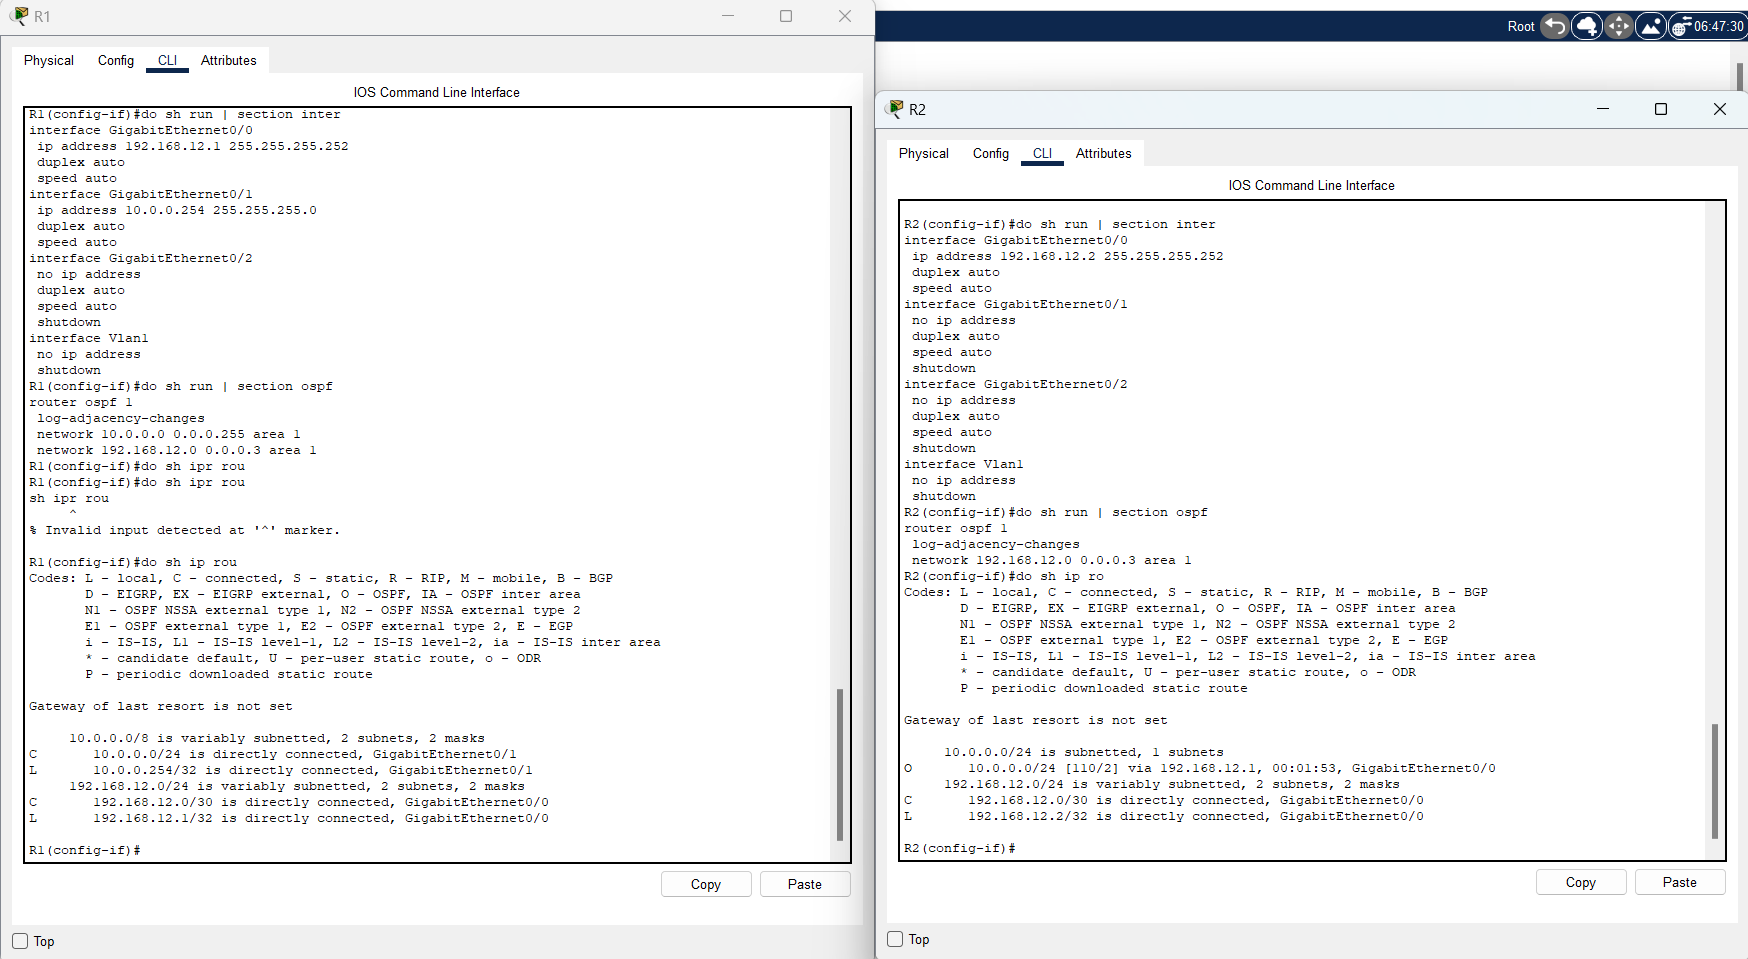 R1
Physical Config CLI Attributes
IOS Command Line Interface
R1(config-if)#do sh run | section inter
interface GigabitEthernet0/0
 ip address 192.168.12.1 255.255.255.252
 duplex auto
 speed auto
interface GigabitEthernet0/1
 ip address 10.0.0.254 255.255.255.0
 duplex auto
 speed auto
interface GigabitEthernet0/2
 no ip address
 duplex auto
 speed auto
 shutdown
interface Vlan1
 no ip address
 shutdown
R1(config-if)#do sh run | section ospf
router ospf 1
 log-adjacency-changes
 network 10.0.0.0 0.0.0.255 area 1
 network 192.168.12.0 0.0.0.3 area 1
R1(config-if)#do sh ipr rou
R1(config-if)#do sh ipr rou
sh ipr rou
     ^
% Invalid input detected at '^' marker.
R1(config-if)#do sh ip rou
Codes: L - local, C - connected, S - static, R - RIP, M - mobile, B - BGP
       D - EIGRP, EX - EIGRP external, O - OSPF, IA - OSPF inter area
       N1 - OSPF NSSA external type 1, N2 - OSPF NSSA external type 2
       E1 - OSPF external type 1, E2 - OSPF external type 2, E - EGP
       i - IS-IS, L1 - IS-IS level-1, L2 - IS-IS level-2, ia - IS-IS inter area
       * - candidate default, U - per-user static route, o - ODR
       P - periodic downloaded static route
Gateway of last resort is not set
     10.0.0.0/8 is variably subnetted, 2 subnets, 2 masks
C       10.0.0.0/24 is directly connected, GigabitEthernet0/1
L       10.0.0.254/32 is directly connected, GigabitEthernet0/1
     192.168.12.0/24 is variably subnetted, 2 subnets, 2 masks
C       192.168.12.0/30 is directly connected, GigabitEthernet0/0
L       192.168.12.1/32 is directly connected, GigabitEthernet0/0
R1(config-if)#
Copy Paste
Top
Root 06:47:30
R2
Physical Config CLI Attributes
IOS Command Line Interface
R2(config-if)#do sh run | section inter
interface GigabitEthernet0/0
 ip address 192.168.12.2 255.255.255.252
 duplex auto
 speed auto
interface GigabitEthernet0/1
 no ip address
 duplex auto
 speed auto
 shutdown
interface GigabitEthernet0/2
 no ip address
 duplex auto
 speed auto
 shutdown
interface Vlan1
 no ip address
 shutdown
R2(config-if)#do sh run | section ospf
router ospf 1
 log-adjacency-changes
 network 192.168.12.0 0.0.0.3 area 1
R2(config-if)#do sh ip ro
Codes: L - local, C - connected, S - static, R - RIP, M - mobile, B - BGP
       D - EIGRP, EX - EIGRP external, O - OSPF, IA - OSPF inter area
       N1 - OSPF NSSA external type 1, N2 - OSPF NSSA external type 2
       E1 - OSPF external type 1, E2 - OSPF external type 2, E - EGP
       i - IS-IS, L1 - IS-IS level-1, L2 - IS-IS level-2, ia - IS-IS inter area
       * - candidate default, U - per-user static route, o - ODR
       P - periodic downloaded static route
Gateway of last resort is not set
     10.0.0.0/24 is subnetted, 1 subnets
O       10.0.0.0/24 [110/2] via 192.168.12.1, 00:01:53, GigabitEthernet0/0
     192.168.12.0/24 is variably subnetted, 2 subnets, 2 masks
C       192.168.12.0/30 is directly connected, GigabitEthernet0/0
L       192.168.12.2/32 is directly connected, GigabitEthernet0/0
R2(config-if)#
Copy Paste
Top